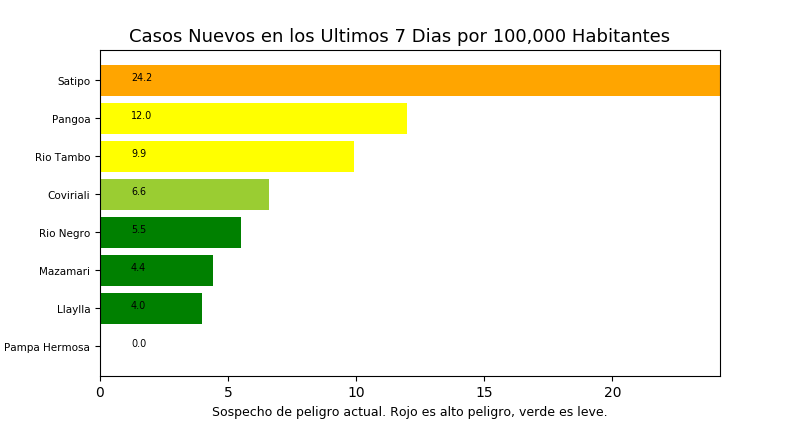 Casos Nuevos en los Ultimos 7 Dias por 100,000 Habitantes
Satipo 24.2
Pangoa 12.0
Rio Tambo 9.9
Coviriali 6.6
Rio Negro 5.5
Mazamari 4.4
Llaylla 4.0
Pampa Hermosa 0.0
0 5 10 15 20
Sospecho de peligro actual. Rojo es alto peligro, verde es leve.